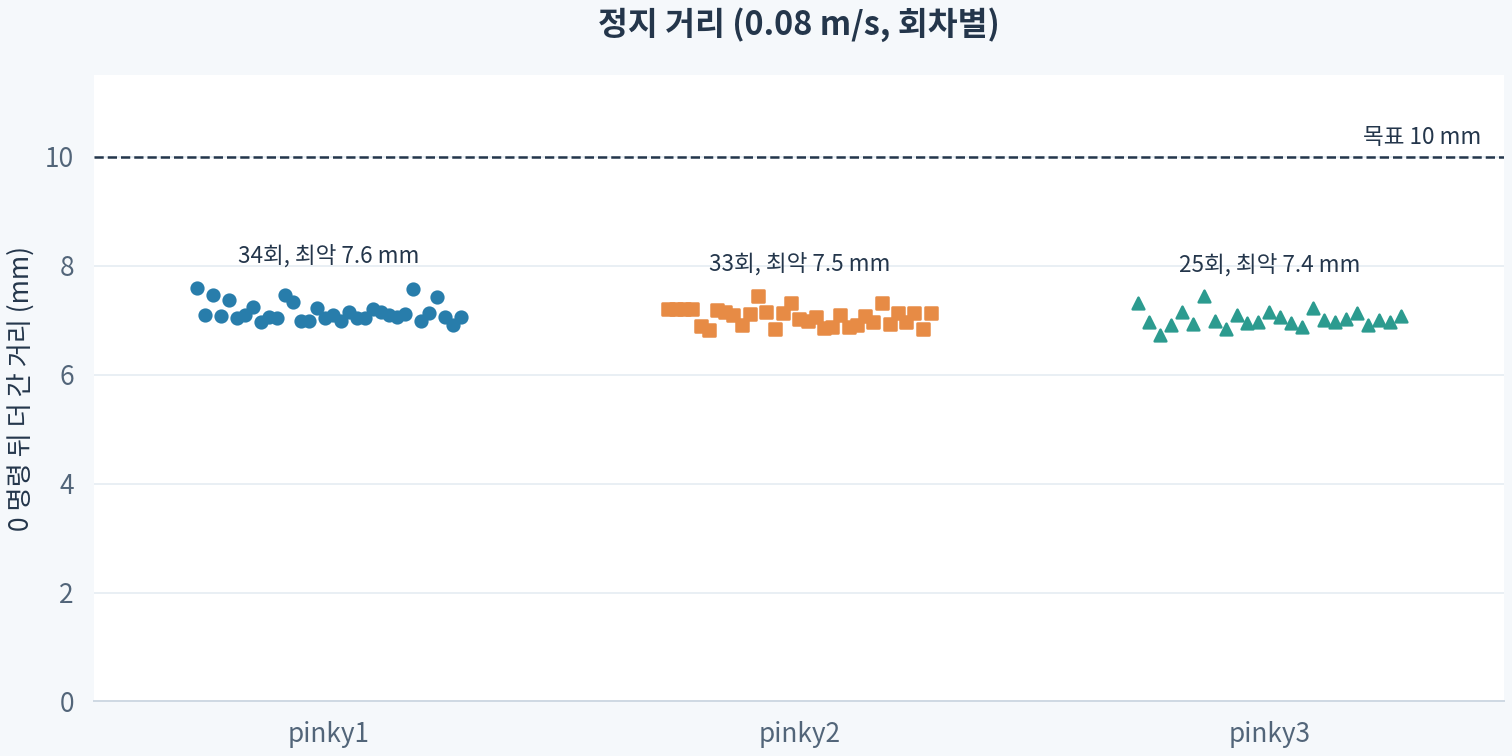 정지 거리 (0.08 m/s, 회차별)
목표 10 mm
34회, 최악 7.6 mm
33회, 최악 7.5 mm
25회, 최악 7.4 mm
0 명령 뒤 더 간 거리 (mm)
10
8
6
4
2
0
pinky1
pinky2
pinky3